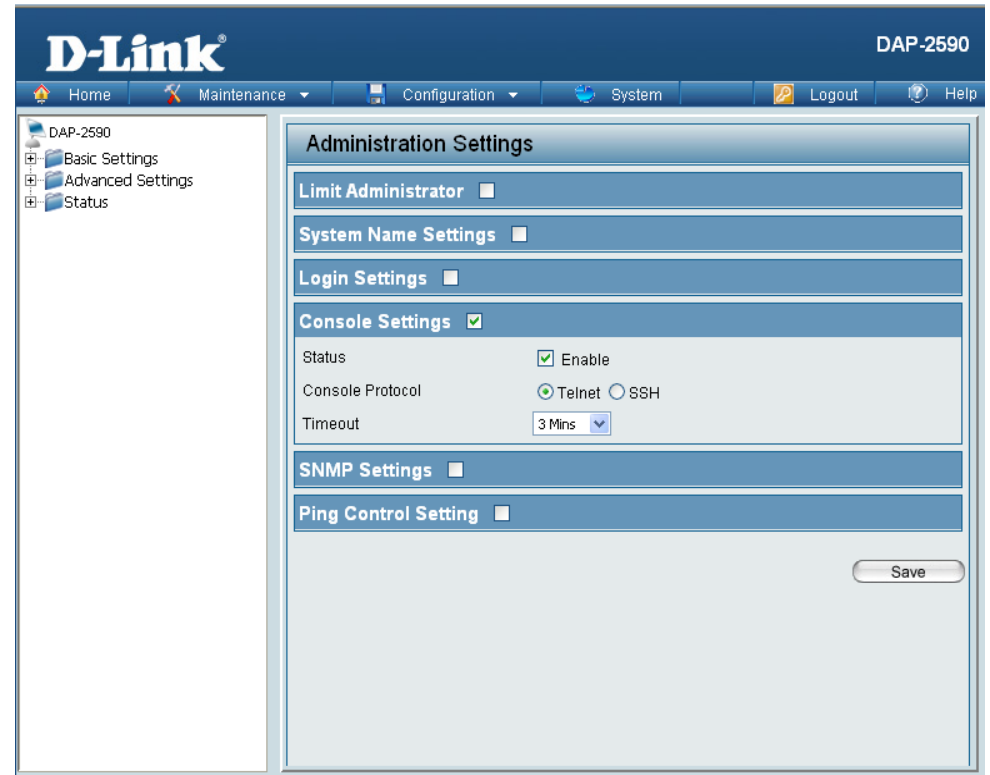 D-Link®
DAP-2590
Home Maintenance Configuration System Logout Help
DAP-2590
Basic Settings
Advanced Settings
Status
Administration Settings
Limit Administrator
System Name Settings
Login Settings
Console Settings
Status Enable
Console Protocol Telnet SSH
Timeout 3 Mins
SNMP Settings
Ping Control Setting
Save